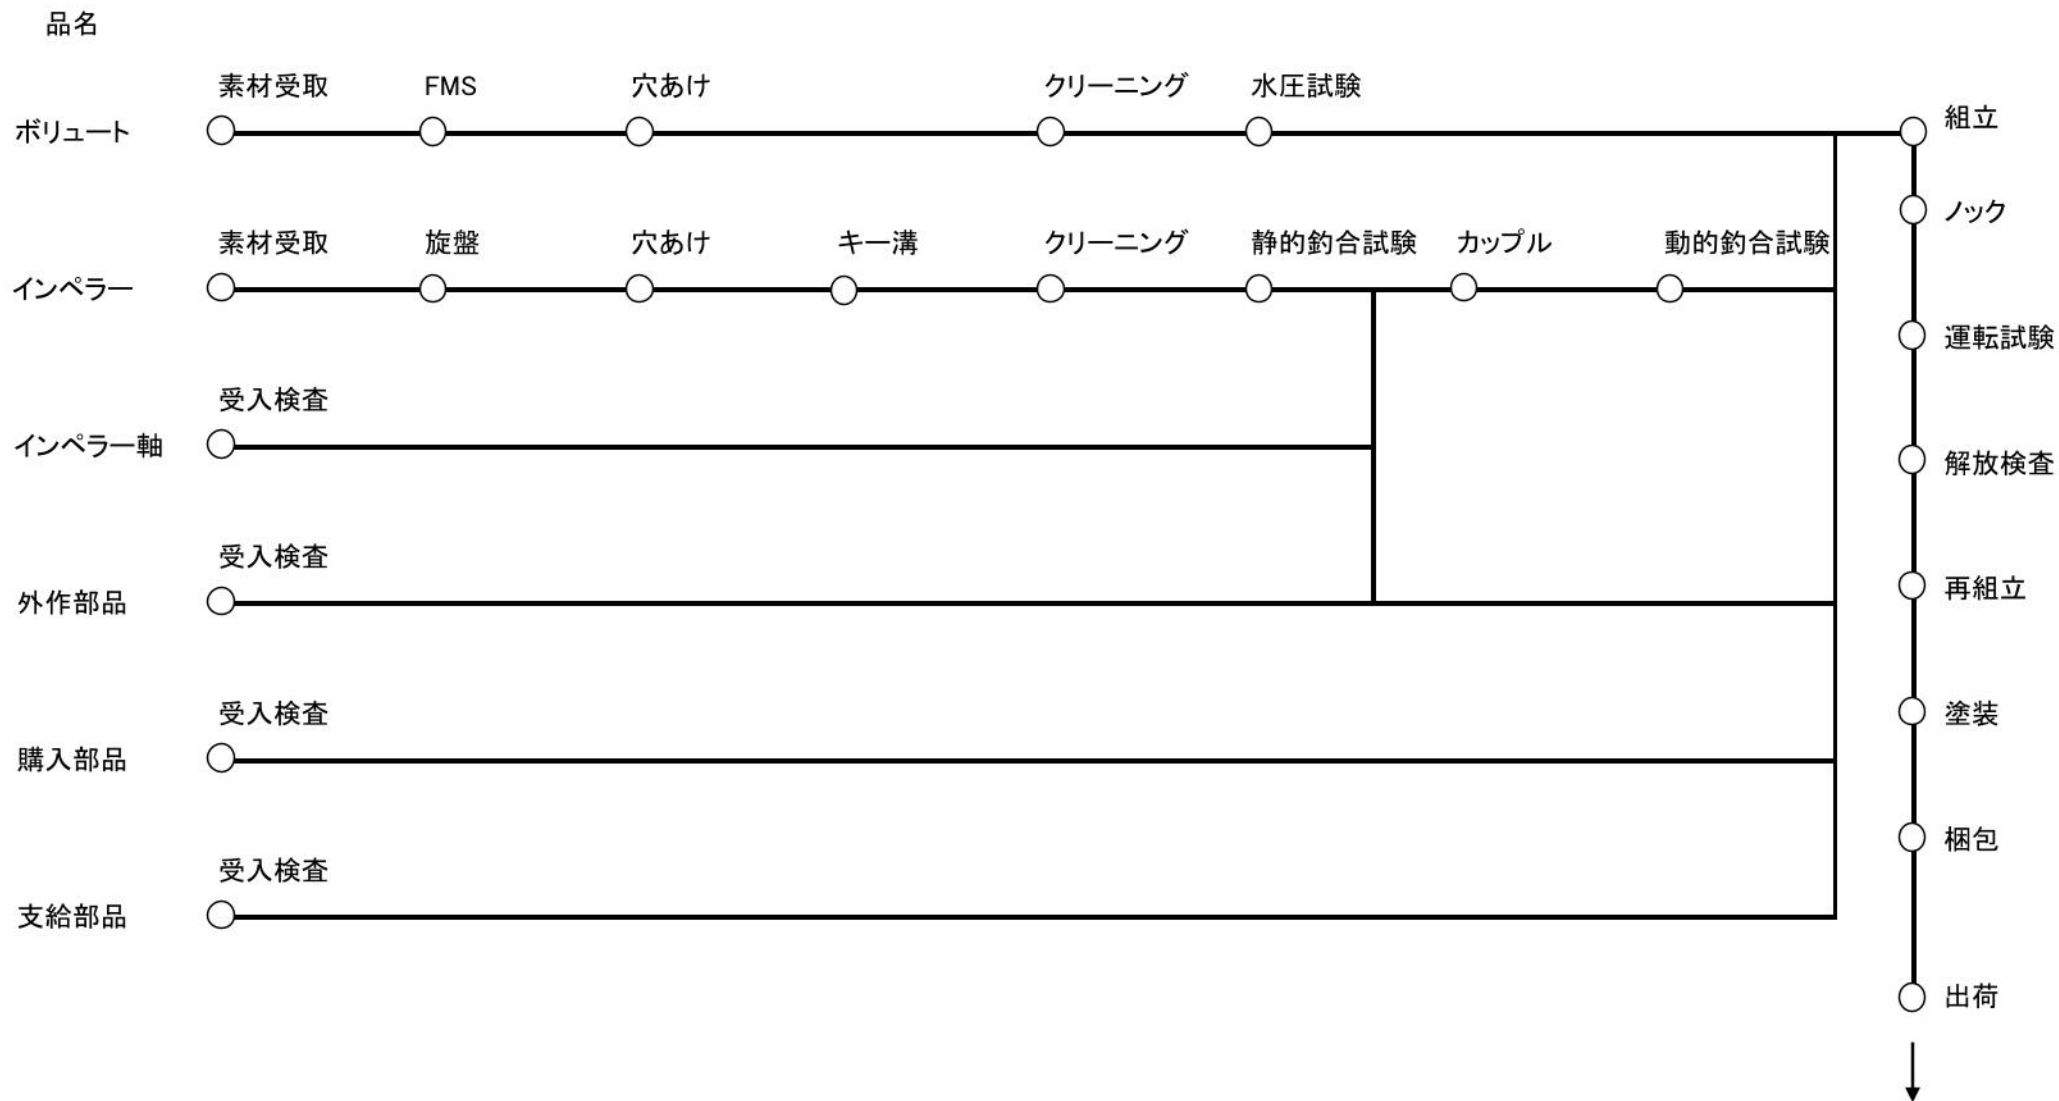 品名
素材受取 FMS 穴あけ クリーニング 水圧試験
ボリュート
組立
ノック
素材受取 旋盤 穴あけ キー溝 クリーニング 静的釣合試験 カップル 動的釣合試験
インペラー
運転試験
受入検査
インペラー軸
解放検査
受入検査
外作部品
再組立
受入検査
購入部品
塗装
梱包
受入検査
支給部品
出荷